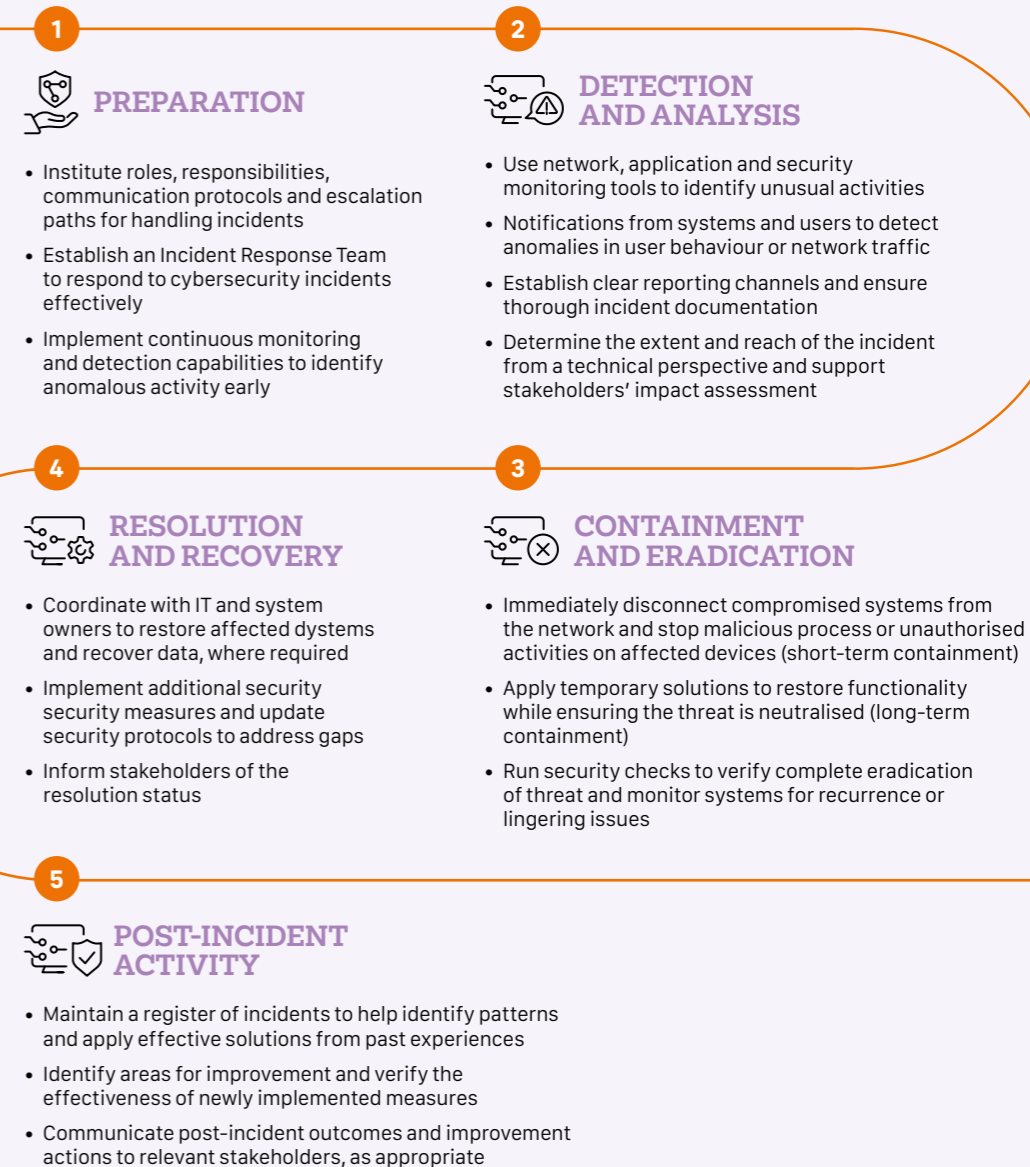 1
PREPARATION
• Institute roles, responsibilities,
communication protocols and escalation
paths for handling incidents
• Establish an Incident Response Team
to respond to cybersecurity incidents
effectively
• Implement continuous monitoring
and detection capabilities to identify
anomalous activity early
2
DETECTION
AND ANALYSIS
• Use network, application and security
monitoring tools to identify unusual activities
• Notifications from systems and users to detect
anomalies in user behaviour or network traffic
• Establish clear reporting channels and ensure
thorough incident documentation
• Determine the extent and reach of the incident
from a technical perspective and support
stakeholders' impact assessment
3
CONTAINMENT
AND ERADICATION
• Immediately disconnect compromised systems from
the network and stop malicious process or unauthorised
activities on affected devices (short-term containment)
• Apply temporary solutions to restore functionality
while ensuring the threat is neutralised (long-term
containment)
• Run security checks to verify complete eradication
of threat and monitor systems for recurrence or
lingering issues
4
RESOLUTION
AND RECOVERY
• Coordinate with IT and system
owners to restore affected dystems
and recover data, where required
• Implement additional security
security measures and update
security protocols to address gaps
• Inform stakeholders of the
resolution status
5
POST-INCIDENT
ACTIVITY
• Maintain a register of incidents to help identify patterns
and apply effective solutions from past experiences
• Identify areas for improvement and verify the
effectiveness of newly implemented measures
• Communicate post-incident outcomes and improvement
actions to relevant stakeholders, as appropriate